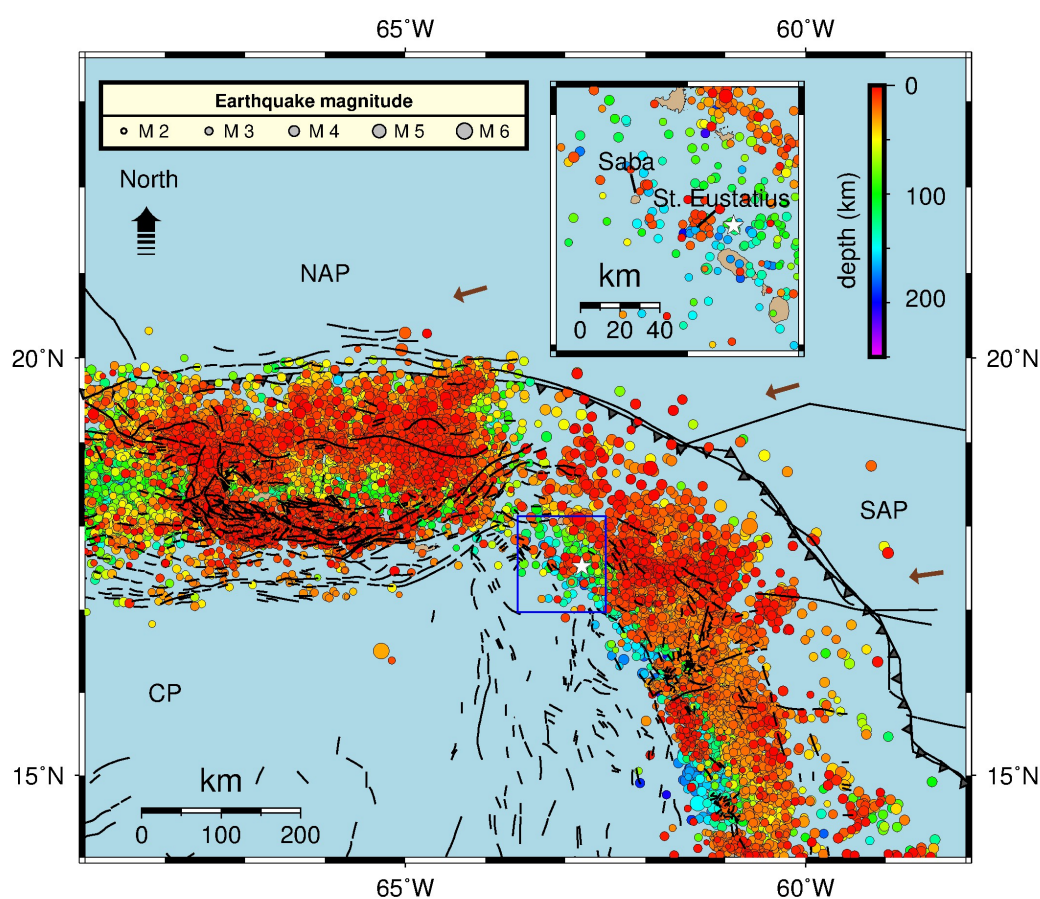 65°W 60°W
Earthquake magnitude
M 2 M 3 M 4 M 5 M 6
North
NAP
Saba
St. Eustatius
km
0 20 40
0
100
200
depth (km)
20°N 20°N
SAP
CP
15°N 15°N
km
0 100 200
65°W 60°W